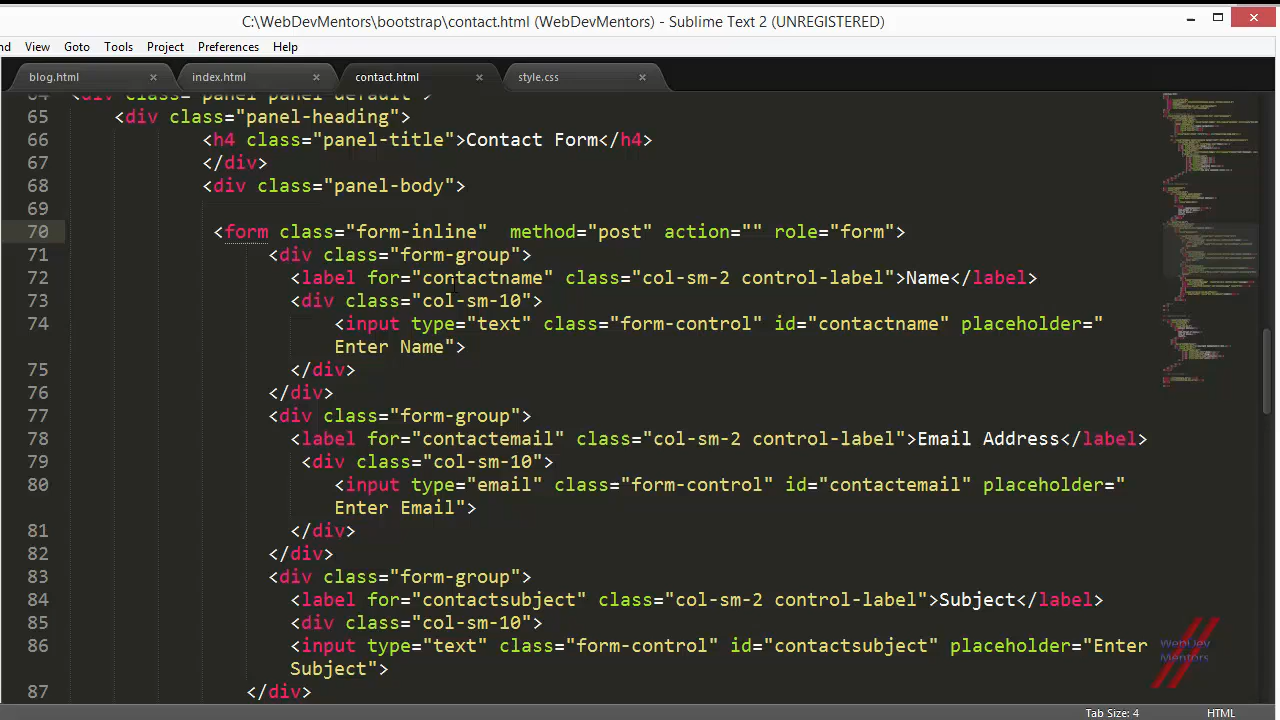 C:\WebDevMentors\bootstrap\contact.html (WebDevMentors) - Sublime Text 2 (UNREGISTERED)
nd View Goto Tools Project Preferences Help
blog.html × index.html × contact.html × style.css ×
64 <div class="panel panel-default">
65 <div class="panel-heading">
66 <h4 class="panel-title">Contact Form</h4>
67 </div>
68 <div class="panel-body">
69
70 <form class="form-inline"  method="post" action="" role="form">
71 <div class="form-group">
72 <label for="contactname"  class="col-sm-2 control-label">Name</label>
73 <div class="col-sm-10">
74 <input type="text" class="form-control" id="contactname" placeholder="
Enter Name">
75 </div>
76 </div>
77 <div class="form-group">
78 <label for="contactemail" class="col-sm-2 control-label">Email Address</label>
79 <div class="col-sm-10">
80 <input type="email" class="form-control" id="contactemail" placeholder="
Enter Email">
81 </div>
82 </div>
83 <div class="form-group">
84 <label for="contactsubject" class="col-sm-2 control-label">Subject</label>
85 <div class="col-sm-10">
86 <input type="text" class="form-control" id="contactsubject" placeholder="Enter
Subject">
87 </div>
WebDev
Mentors
Tab Size: 4 HTML